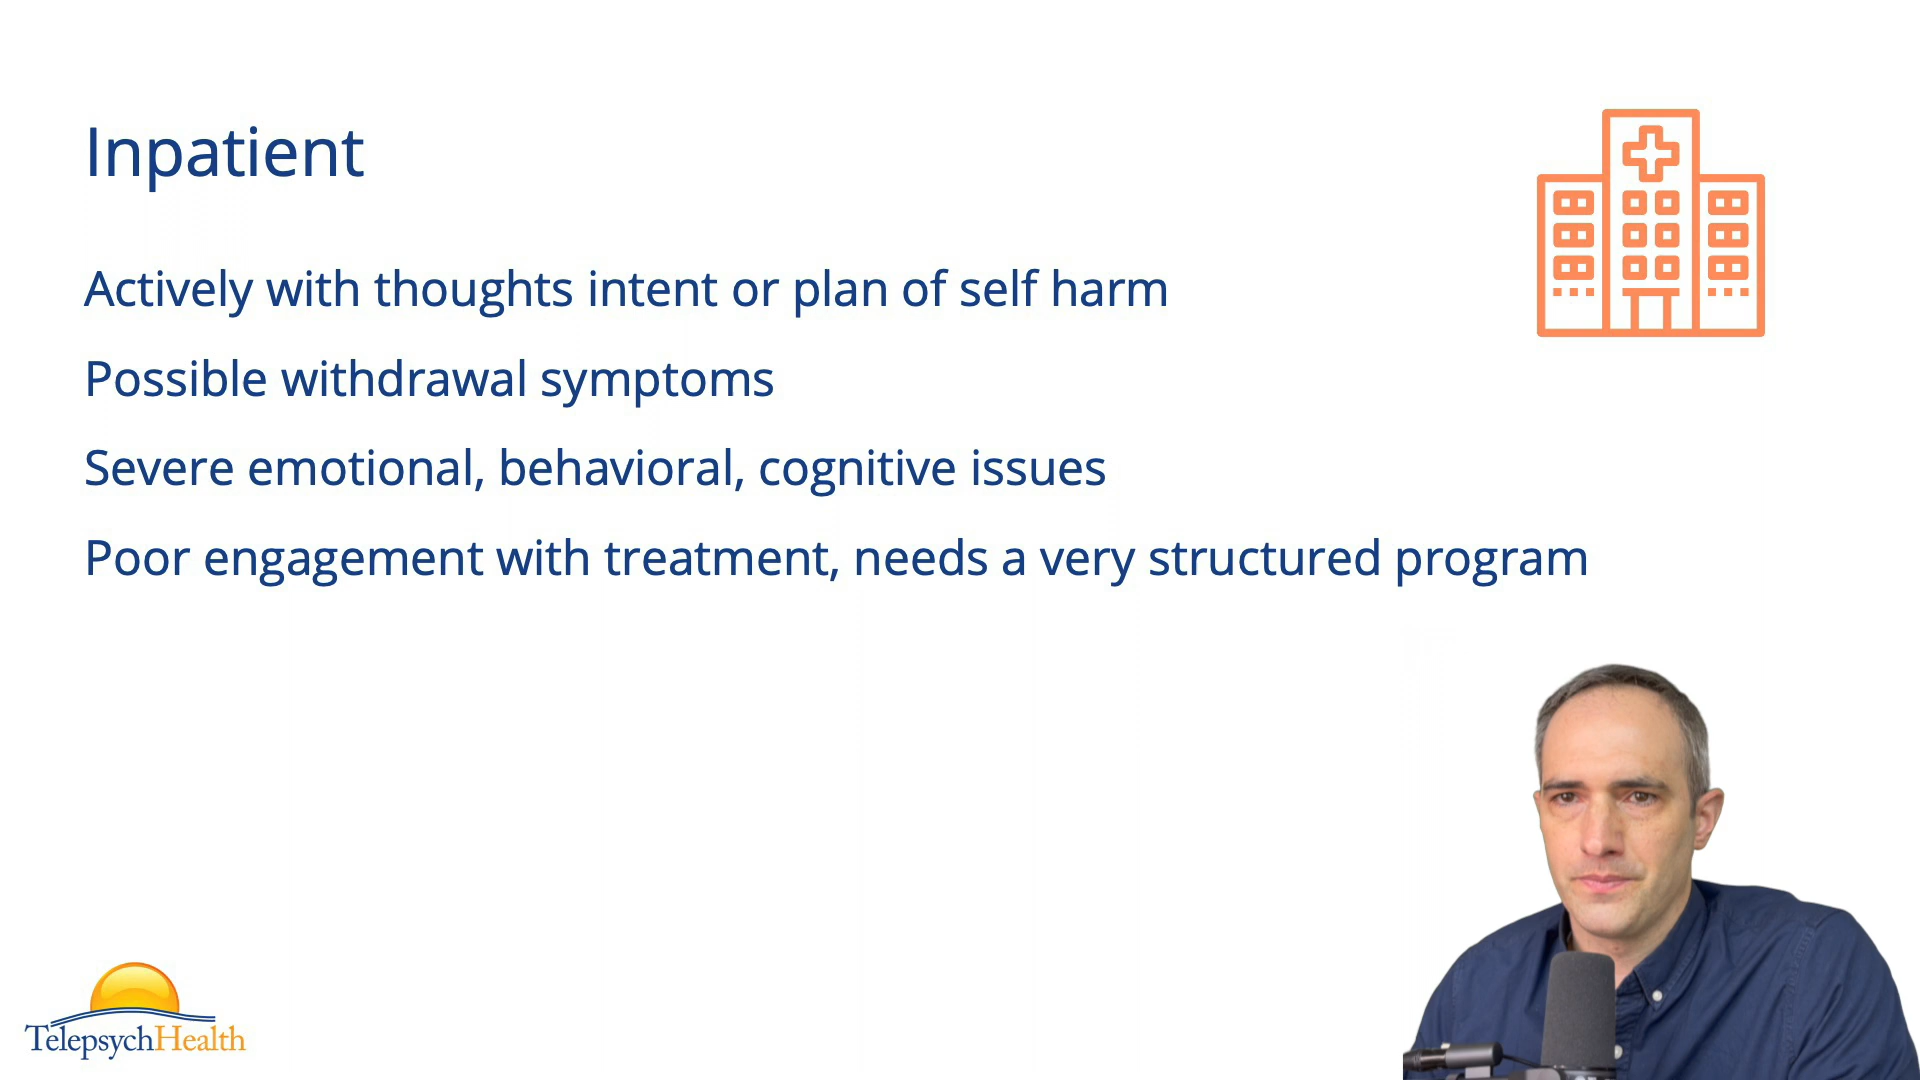 Inpatient
Actively with thoughts intent or plan of self harm
Possible withdrawal symptoms
Severe emotional, behavioral, cognitive issues
Poor engagement with treatment, needs a very structured program
TelepsychHealth